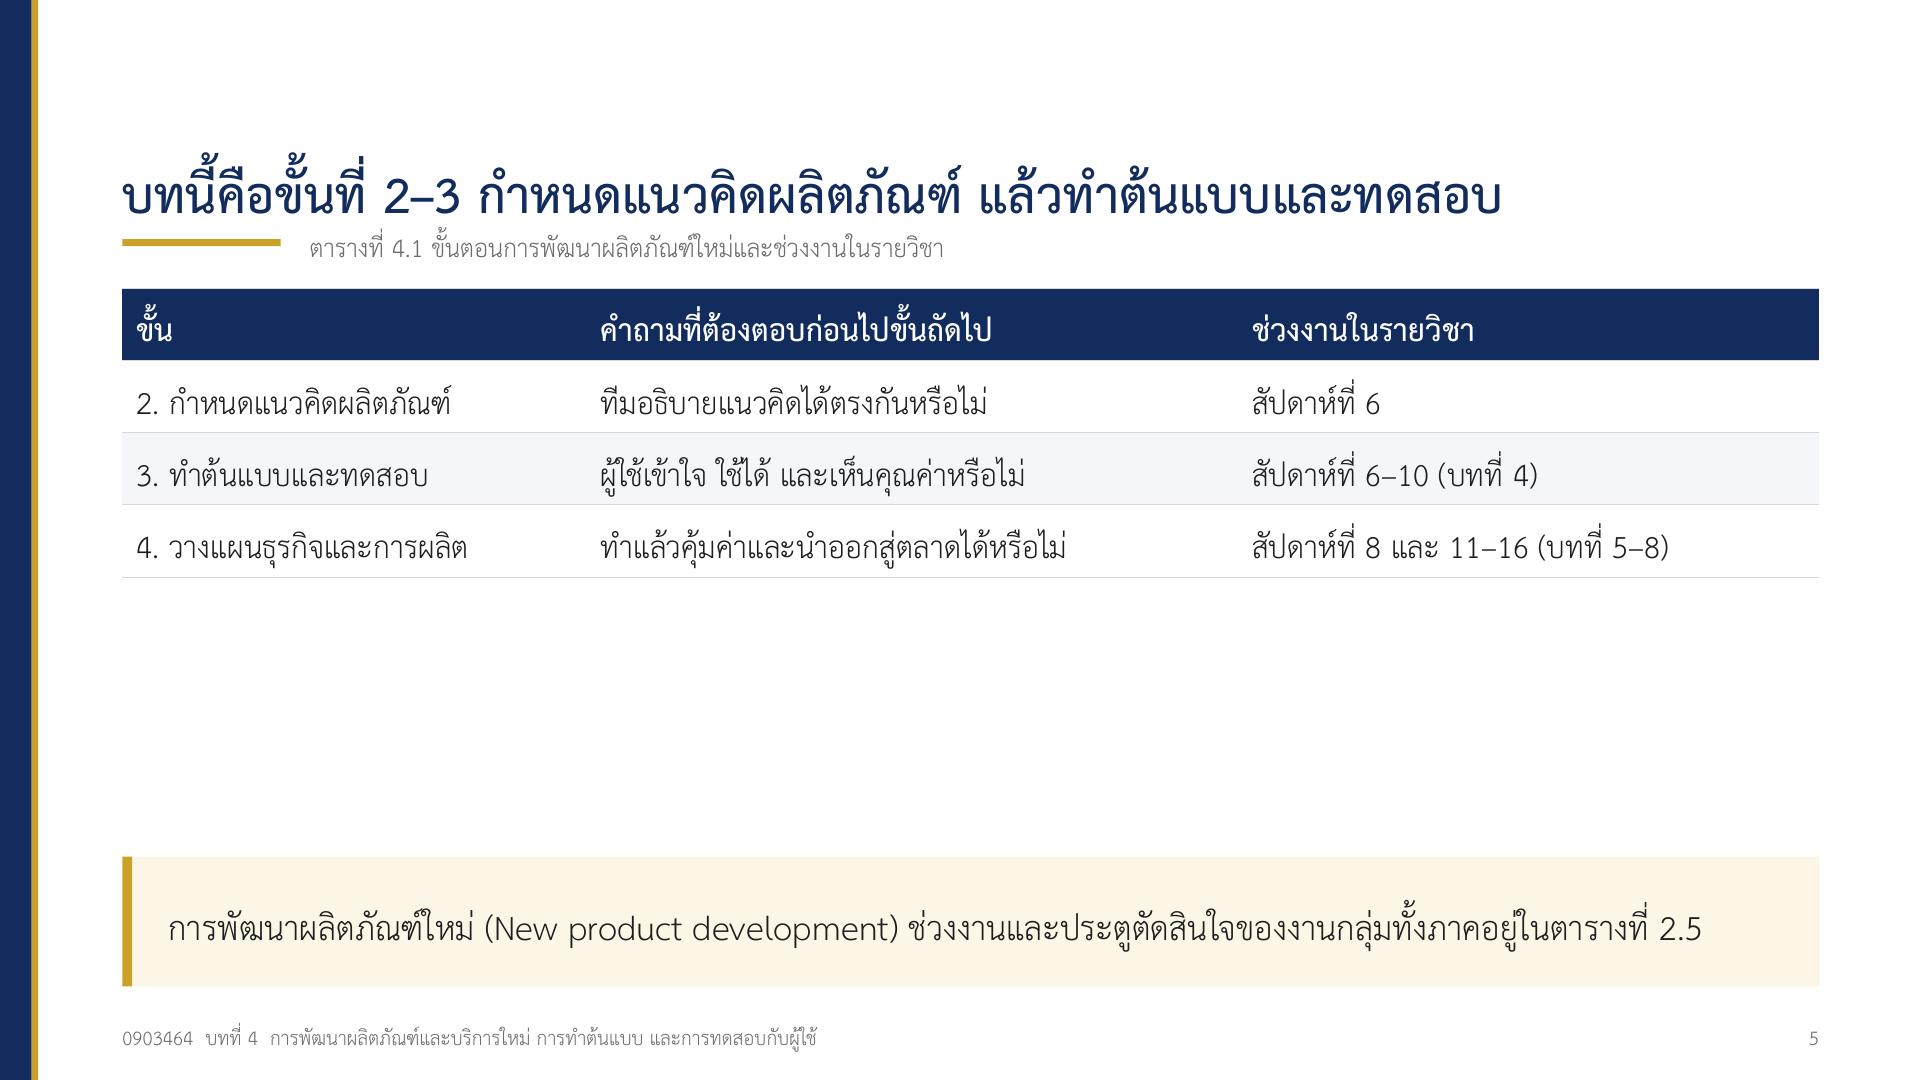 บทนี้คือขั้นที่ 2–3 กำหนดแนวคิดผลิตภัณฑ์ แล้วทำต้นแบบและทดสอบ
ตารางที่ 4.1 ขั้นตอนการพัฒนาผลิตภัณฑ์ใหม่และช่วงงานในรายวิชา
ขั้น คำถามที่ต้องตอบก่อนไปขั้นถัดไป ช่วงงานในรายวิชา
2. กำหนดแนวคิดผลิตภัณฑ์ ทีมอธิบายแนวคิดได้ตรงกันหรือไม่ สัปดาห์ที่ 6
3. ทำต้นแบบและทดสอบ ผู้ใช้เข้าใจ ใช้ได้ และเห็นคุณค่าหรือไม่ สัปดาห์ที่ 6–10 (บทที่ 4)
4. วางแผนธุรกิจและการผลิต ทำแล้วคุ้มค่าและนำออกสู่ตลาดได้หรือไม่ สัปดาห์ที่ 8 และ 11–16 (บทที่ 5–8)
การพัฒนาผลิตภัณฑ์ใหม่ (New product development) ช่วงงานและประตูตัดสินใจของงานกลุ่มทั้งภาคอยู่ในตารางที่ 2.5
0903464 บทที่ 4 การพัฒนาผลิตภัณฑ์และบริการใหม่ การทำต้นแบบ และการทดสอบกับผู้ใช้ 5